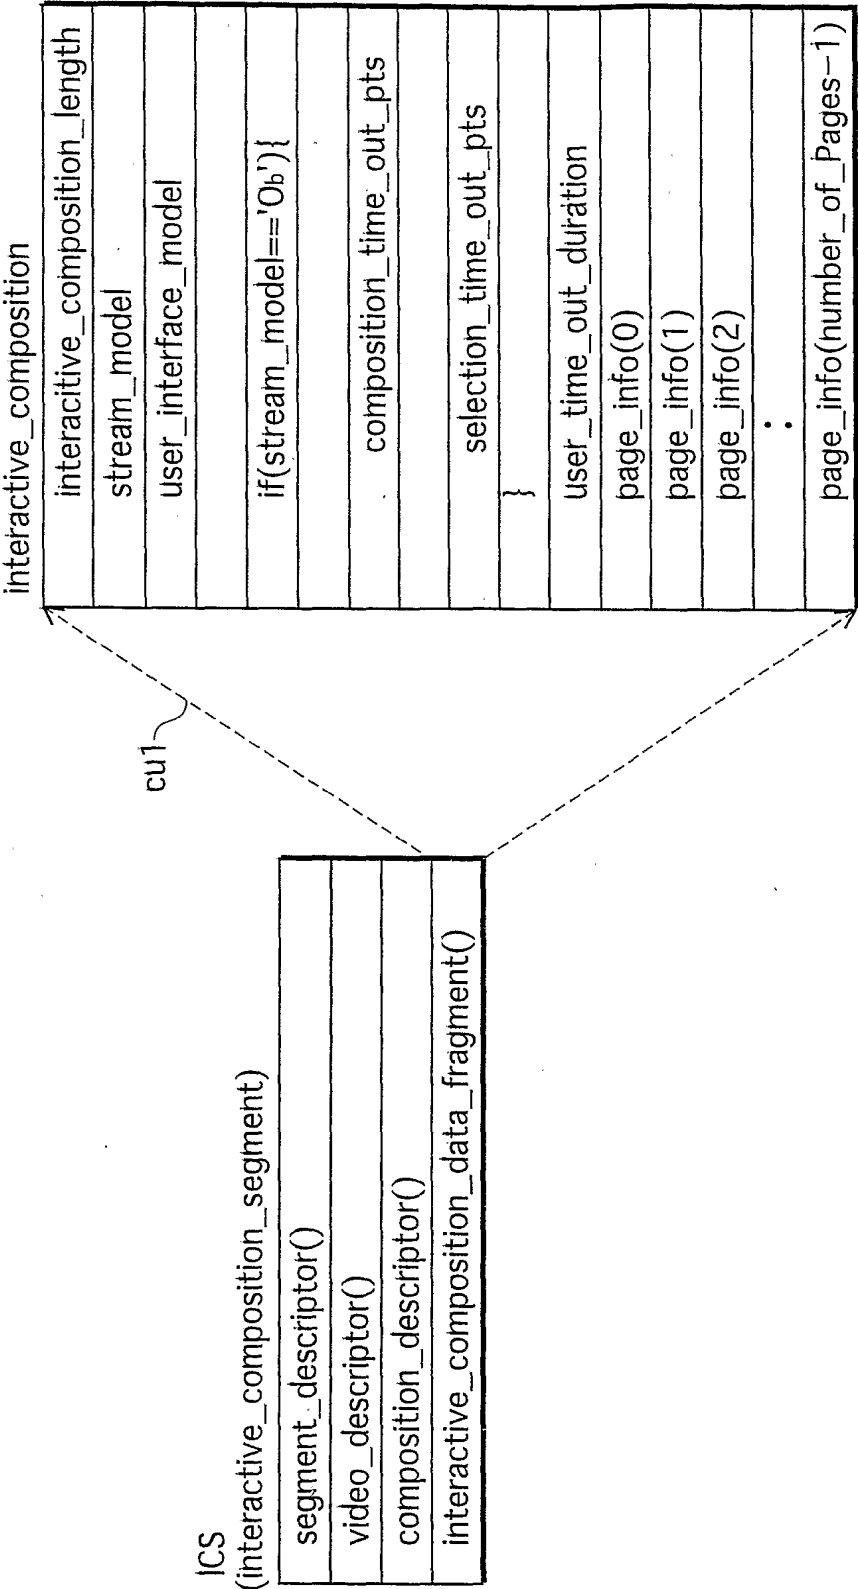 ICS
(interactive_composition_segment)
segment_descriptor()
video_descriptor()
composition_descriptor()
interactive_composition_data_fragment()
cu1
interactive_composition
interacitive_composition_length
stream_model
user_interface_model
if(stream_model=='0b'){
composition_time_out_pts
selection_time_out_pts
}
user_time_out_duration
page_info(0)
page_info(1)
page_info(2)
:
page_info(number_of_Pages-1)